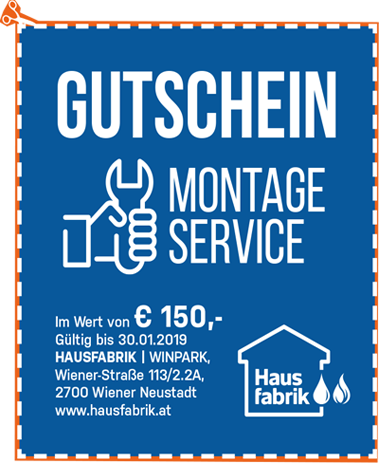 GUTSCHEIN
MONTAGE
SERVICE
Im Wert von € 150,-
Gültig bis 30.01.2019
HAUSFABRIK | WINPARK,
Wiener-Straße 113/2.2A,
2700 Wiener Neustadt
www.hausfabrik.at
Haus
fabrik